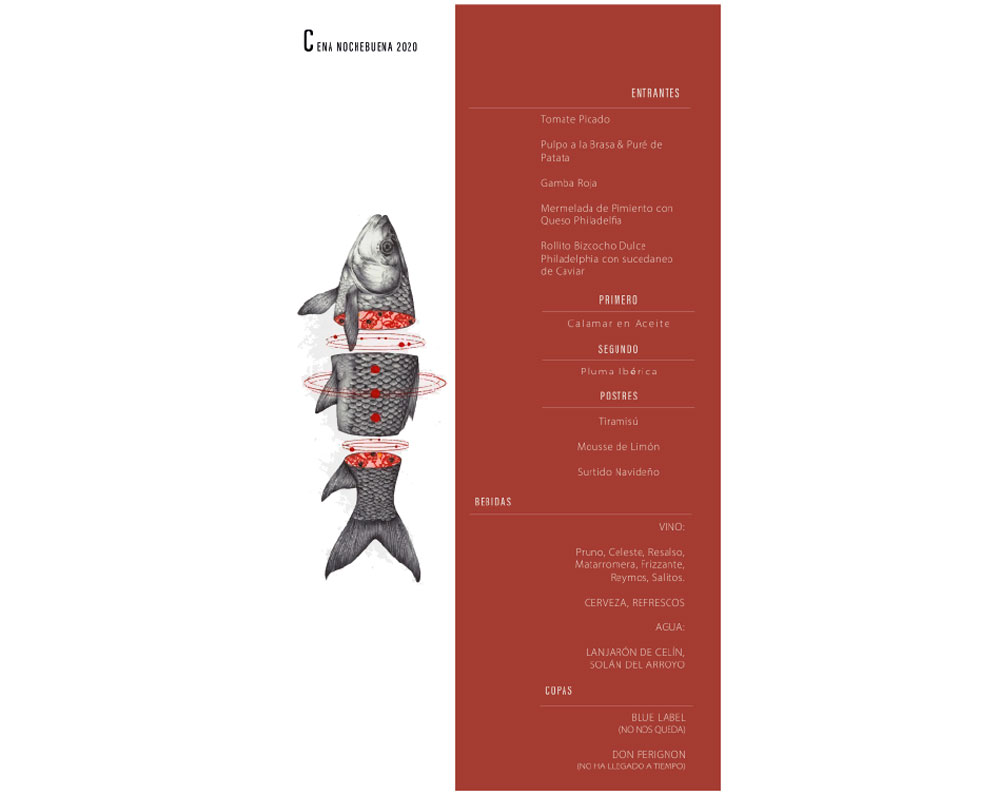 CENA NOCHEBUENA 2020
ENTRANTES
Tomate Picado
Pulpo a la Brasa & Puré de
Patata
Gamba Roja
Mermelada de Pimiento con
Queso Philadelfia
Rollito Bizcocho Dulce
Philadelphia con sucedaneo
de Caviar
PRIMERO
Calamar en Aceite
SEGUNDO
Pluma Ibérica
POSTRES
Tiramisú
Mousse de Limón
Surtido Navideño
BEBIDAS
VINO:
Pruno, Celeste, Resalso,
Matarromera, Frizzante,
Reymos, Salitos.
CERVEZA, REFRESCOS
AGUA:
LANJARÓN DE CELÍN,
SOLÁN DEL ARROYO
COPAS
BLUE LABEL
(NO NOS QUEDA)
DON PERIGNON
(NO HA LLEGADO A TIEMPO)